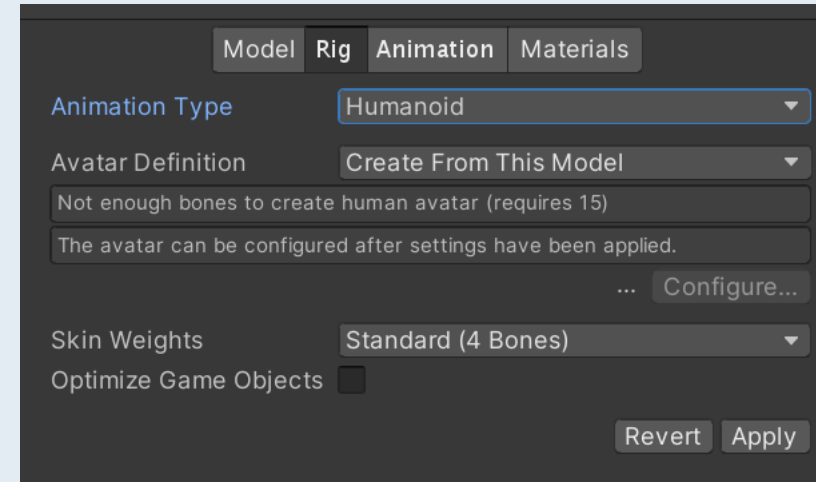 Model Rig Animation Materials
Animation Type Humanoid
Avatar Definition Create From This Model
Not enough bones to create human avatar (requires 15)
The avatar can be configured after settings have been applied.
... Configure...
Skin Weights Standard (4 Bones)
Optimize Game Objects
Revert Apply